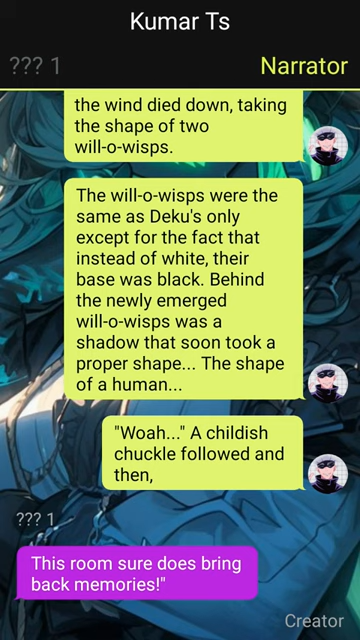 Kumar Ts
??? 1
Narrator
the wind died down, taking
the shape of two
will-o-wisps.
The will-o-wisps were the
same as Deku's only
except for the fact that
instead of white, their
base was black. Behind
the newly emerged
will-o-wisps was a
shadow that soon took a
proper shape... The shape
of a human...
"Woah..." A childish
chuckle followed and
then,
??? 1
This room sure does bring
back memories!"
Creator